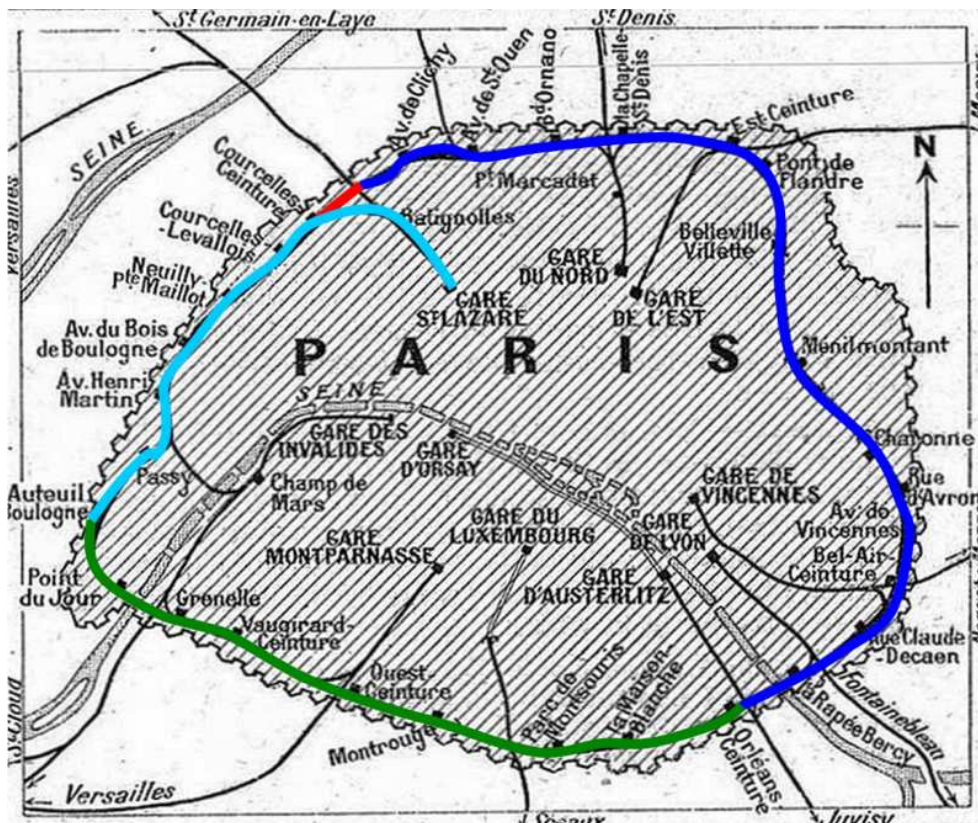 St Germain-en-Laye
St Denis
SEINE
Versailles
Av. de Clichy
Av. de St Ouen
Bd Ornano
la Chapelle-
St Denis
Est Ceinture
N
Pont de
Flandre
Courcelles
Ceinture
Courcelles
-Levallois
Neuilly-
Pte Maillot
Batignolles
Pt Marcadet
Belleville
Villette
GARE
DU NORD
GARE
ST LAZARE
GARE
DE L'EST
Av. du Bois
de Boulogne
PARIS
Ménilmontant
Av. Henri
Martin
SEINE
GARE DES
INVALIDES
GARE
D'ORSAY
Charonne
Passy
Champ de
Mars
GARE DE
VINCENNES
Rue
d'Avron
Auteuil
Boulogne
GARE
MONTPARNASSE
GARE DU
LUXEMBOURG
GARE
DE LYON
Av. de
Vincennes
Bel-Air-
Ceinture
Point
du Jour
Grenelle
GARE
D'AUSTERLITZ
Vaugirard-
Ceinture
Rue Claude
-Decaen
Ouest-
Ceinture
Parc de
Montsouris
la Maison-
Blanche
la Rapée Bercy
Fontainebleau
St Cloud
Montrouge
Orléans
Ceinture
Versailles
Sceaux
Juvisy